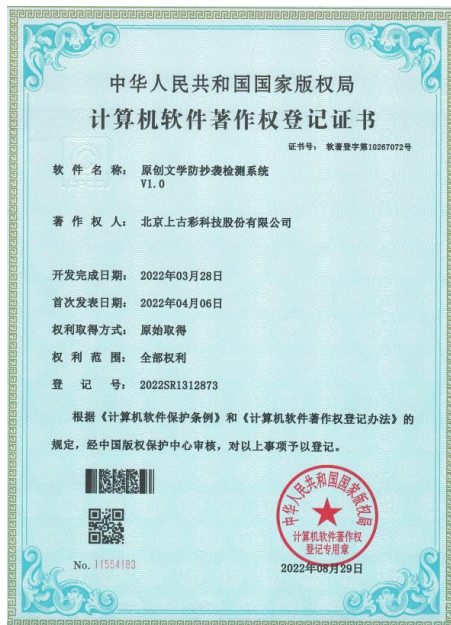 中华人民共和国国家版权局
计算机软件著作权登记证书
证书号： 软著登字第10267072号
软件名称： 原创文学防抄袭检测系统
V1.0
著作权人： 北京上古彩科技股份有限公司
开发完成日期： 2022年03月28日
首次发表日期： 2022年04月06日
权利取得方式： 原始取得
权利范围： 全部权利
登记号： 2022SR1312873
根据《计算机软件保护条例》和《计算机软件著作权登记办法》的
规定，经中国版权保护中心审核，对以上事项予以登记。
中华人民共和国国家版权局
计算机软件著作权
登记专用章
No. 11554183
2022年08月29日